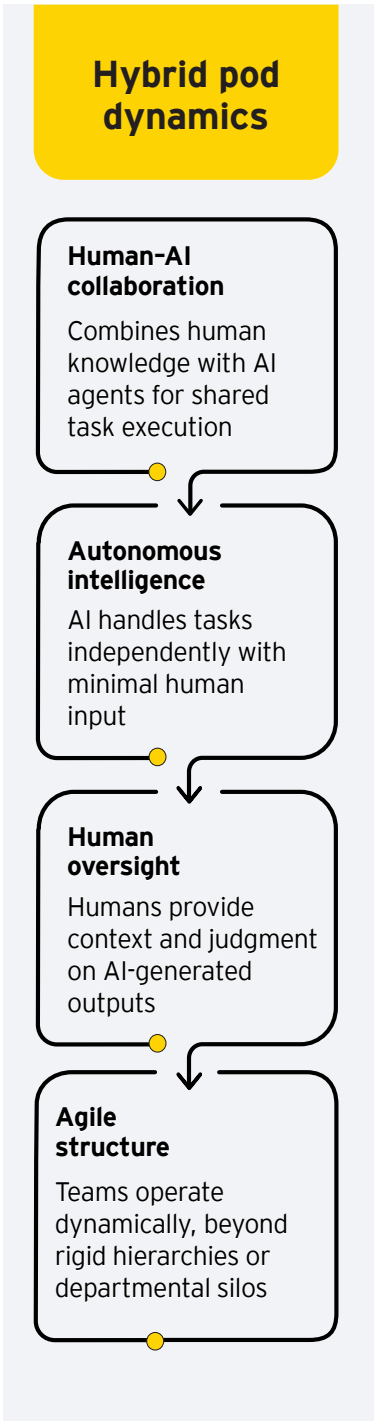 Hybrid pod
dynamics
Human–AI
collaboration
Combines human
knowledge with AI
agents for shared
task execution
Autonomous
intelligence
AI handles tasks
independently with
minimal human
input
Human
oversight
Humans provide
context and judgment
on AI-generated
outputs
Agile
structure
Teams operate
dynamically, beyond
rigid hierarchies or
departmental silos